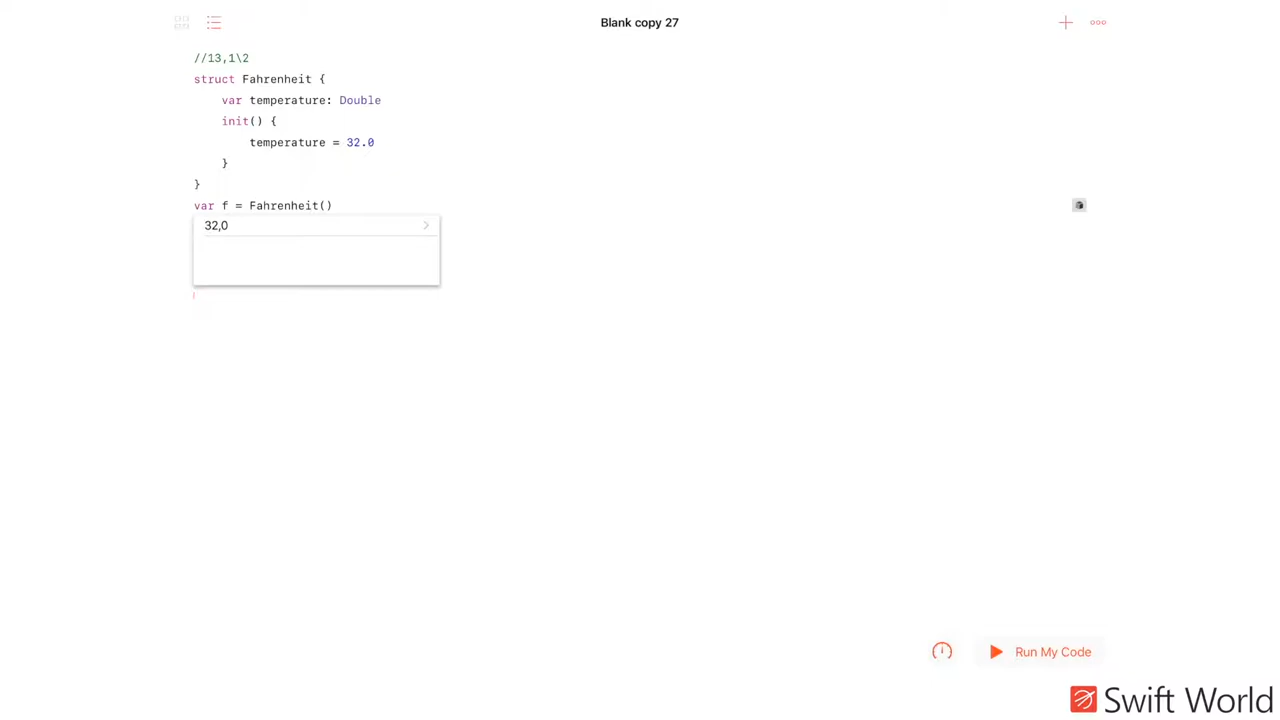 Blank copy 27
//13,1\2
struct Fahrenheit {
var temperature: Double
init() {
temperature = 32.0
}
}
var f = Fahrenheit()
32,0
Run My Code
Swift World